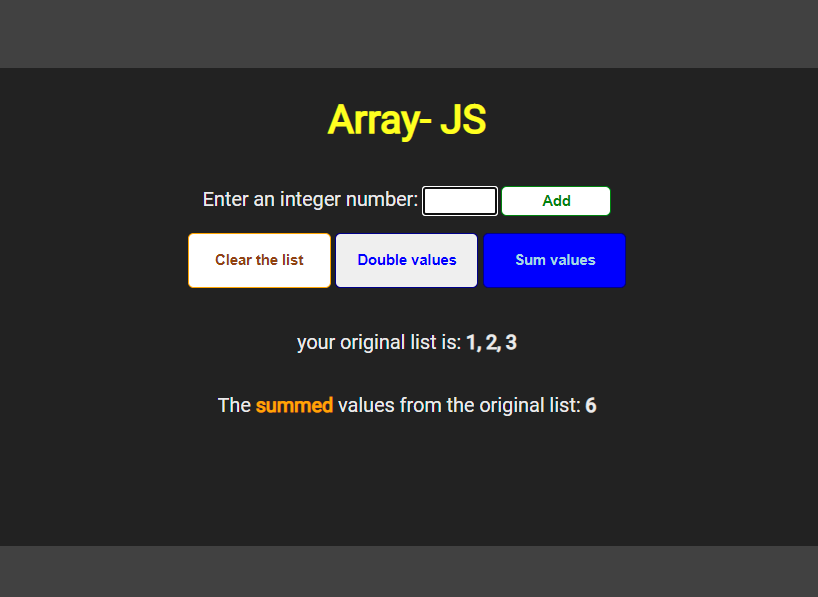 Array- JS
Enter an integer number: Add
Clear the list Double values Sum values
your original list is: 1, 2, 3
The summed values from the original list: 6